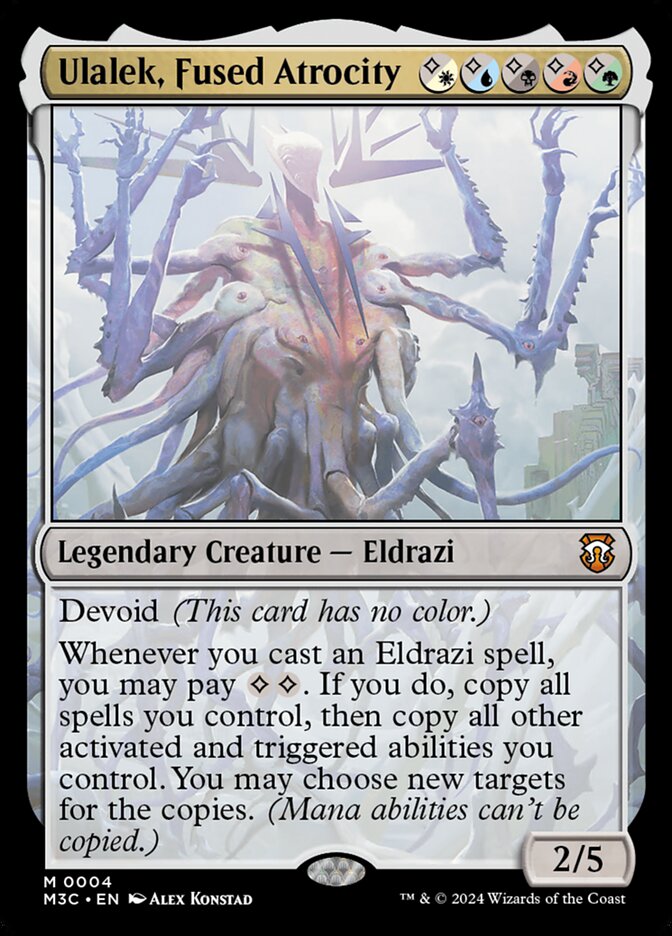 Ulalek, Fused Atrocity
Legendary Creature — Eldrazi
Devoid (This card has no color.)
Whenever you cast an Eldrazi spell,
you may pay . If you do, copy all
spells you control, then copy all other
activated and triggered abilities you
control. You may choose new targets
for the copies. (Mana abilities can't be
copied.)
2/5
M 0004
M3C • EN Alex Konstad
™ & © 2024 Wizards of the Coast